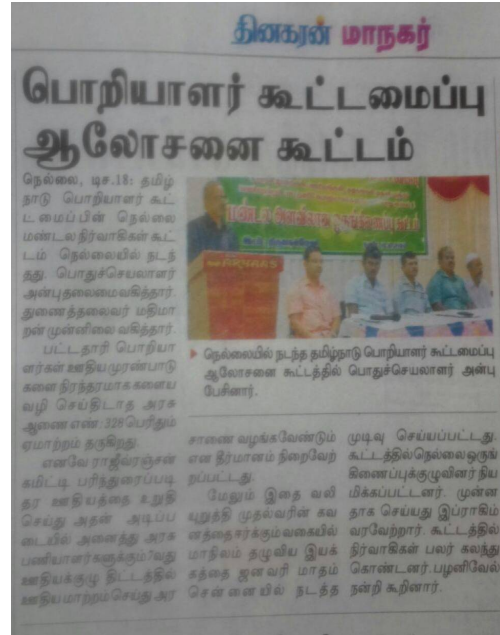 தினகரன் மாநகர்
பொறியாளர் கூட்டமைப்பு
ஆலோசனை கூட்டம்
நெல்லை, டிச.18: தமிழ்
நாடு பொறியாளர் கூட்
டமைப்பின் நெல்லை
மண்டல நிர்வாகிகள் கூட்
டம் நெல்லையில் நடந்
தது. பொதுச்செயலாளர்
அன்பு தலைமை வகித்தார்.
துணைத்தலைவர் மதிமா
றன் முன்னிலை வகித்தார்.
பட்டதாரி பொறியா
ளர்கள் ஊதிய முரண்பாடு
களை நிரந்தரமாக களைய
வழி செய்திடாத அரசு
ஆணை எண்: 328 பெரிதும்
ஏமாற்றம் தருகிறது.
எனவே ராஜீவ்ரஞ்சன்
கமிட்டி பரிந்துரைப்படி
தர ஊதியத்தை உறுதி
செய்து அதன் அடிப்ப
டையில் அனைத்து அரசு
பணியாளர்களுக்கும் 7வது
ஊதியக்குழு திட்டத்தில்
ஊதிய மாற்றம் செய்து அர
▶ நெல்லையில் நடந்த தமிழ்நாடு பொறியாளர் கூட்டமைப்பு
ஆலோசனை கூட்டத்தில் பொதுச்செயலாளர் அன்பு
பேசினார்.
சாணை வழங்கவேண்டும்
என தீர்மானம் நிறைவேற்
றப்பட்டது.
மேலும் இதை வலி
யுறுத்தி முதல்வரின் கவ
னத்தை ஈர்க்கும் வகையில்
மாநிலம் தழுவிய இயக்
கத்தை ஜனவரி மாதம்
சென்னையில் நடத்த
முடிவு செய்யப்பட்டது.
கூட்டத்தில் நெல்லை ஒருங்
கிணைப்புக்குழுவினர் நிய
மிக்கப்பட்டனர். முன்ன
தாக செய்யது இப்ராகிம்
வரவேற்றார். கூட்டத்தில்
நிர்வாகிகள் பலர் கலந்து
கொண்டனர். பழனிவேல்
நன்றி கூறினார்.